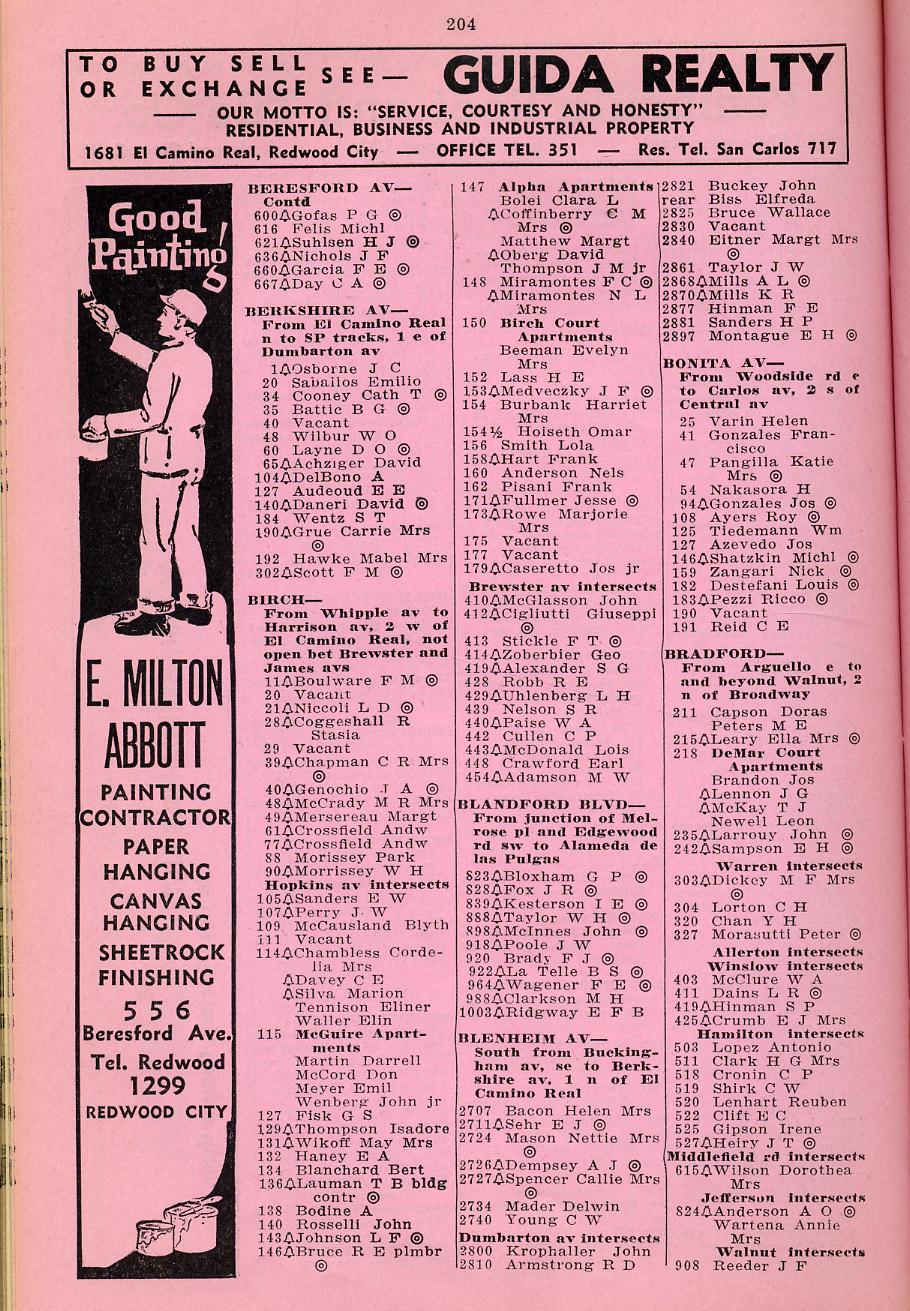 204
TO BUY SELL
OR EXCHANGE SEE— GUIDA REALTY
— OUR MOTTO IS: "SERVICE, COURTESY AND HONESTY" —
RESIDENTIAL, BUSINESS AND INDUSTRIAL PROPERTY
1681 El Camino Real, Redwood City — OFFICE TEL. 351 — Res. Tel. San Carlos 717
Good
Painting!
E. MILTON
ABBOTT
PAINTING
CONTRACTOR
PAPER
HANGING
CANVAS
HANGING
SHEETROCK
FINISHING
556
Beresford Ave.
Tel. Redwood
1299
REDWOOD CITY
BERESFORD AV—
Contd
600△Gofas P G ◎
616 Felis Michl
621△Suhlsen H J ◎
636△Nichols J F
660△Garcia F E ◎
667△Day C A ◎
BERKSHIRE AV—
From El Camino Real
n to SP tracks, 1 e of
Dumbarton av
1△Osborne J C
20 Sabailos Emilio
34 Cooney Cath T ◎
35 Battic B G ◎
40 Vacant
48 Wilbur W O
60 Layne D O ◎
65△Achziger David
104△DelBono A
127 Audeoud E E
140△Daneri David ◎
184 Wentz S T
190△Grue Carrie Mrs
◎
192 Hawke Mabel Mrs
302△Scott F M ◎
BIRCH—
From Whipple av to
Harrison av, 2 w of
El Camino Real, not
open bet Brewster and
James avs
11△Boulware F M ◎
20 Vacant
21△Niccoli L D ◎
28△Coggeshall R
Stasia
29 Vacant
39△Chapman C R Mrs
◎
40△Genochio J A ◎
48△McCrady M R Mrs
49△Mersereau Margt
61△Crossfield Andw
77△Crossfield Andw
88 Morissey Park
90△Morrissey W H
Hopkins av intersects
105△Sanders E W
107△Perry J W
109 McCausland Blyth
111 Vacant
114△Chambless Corde-
lia Mrs
△Davey C E
△Silva Marion
Tennison Eliner
Waller Elin
115 McGuire Apart-
ments
Martin Darrell
McCord Don
Meyer Emil
Wenberg John jr
127 Fisk G S
129△Thompson Isadore
131△Wikoff May Mrs
132 Haney E A
134 Blanchard Bert
136△Lauman T B bldg
contr ◎
138 Bodine A
140 Rosselli John
143△Johnson L F ◎
146△Bruce R E plmbr
◎
147 Alpha Apartments
Bolei Clara L
△Coffinberry C M
Mrs ◎
Matthew Margt
△Oberg David
Thompson J M jr
148 Miramontes F C ◎
△Miramontes N L
Mrs
150 Birch Court
Apartments
Beeman Evelyn
Mrs
152 Lass H E
153△Medveczky J F ◎
154 Burbank Harriet
Mrs
154½ Hoiseth Omar
156 Smith Lola
158△Hart Frank
160 Anderson Nels
162 Pisani Frank
171△Fullmer Jesse ◎
173△Rowe Marjorie
Mrs
175 Vacant
177 Vacant
179△Caseretto Jos jr
Brewster av intersects
410△McGlasson John
412△Cigliutti Giuseppi
◎
413 Stickle F T ◎
414△Zoberbier Geo
419△Alexander S G
428 Robb R E
429△Uhlenberg L H
439 Nelson S R
440△Paise W A
442 Cullen C P
443△McDonald Lois
448 Crawford Earl
454△Adamson M W
BLANDFORD BLVD—
From junction of Mel-
rose pl and Edgewood
rd sw to Alameda de
las Pulgas
823△Bloxham G P ◎
828△Fox J R ◎
839△Kesterson I E ◎
888△Taylor W H ◎
898△McInnes John ◎
918△Poole J W
920 Brady F J ◎
922△La Telle B S ◎
964△Wagener F E ◎
988△Clarkson M H
1003△Ridgway E F B
BLENHEIM AV—
South from Bucking-
ham av, se to Berk-
shire av, 1 n of El
Camino Real
2707 Bacon Helen Mrs
2711△Sehr E J ◎
2724 Mason Nettie Mrs
◎
2726△Dempsey A J ◎
2727△Spencer Callie Mrs
◎
2734 Mader Delwin
2740 Young C W
Dumbarton av intersects
2800 Krophaller John
2810 Armstrong R D
2821 Buckey John
rear Biss Elfreda
2825 Bruce Wallace
2830 Vacant
2840 Eitner Margt Mrs
◎
2861 Taylor J W
2868△Mills A L ◎
2870△Mills K R
2877 Hinman F E
2881 Sanders H P
2897 Montague E H ◎
BONITA AV—
From Woodside rd e
to Carlos av, 2 s of
Central av
25 Varin Helen
41 Gonzales Fran-
cisco
47 Pangilla Katie
Mrs ◎
54 Nakasora H
94△Gonzales Jos ◎
108 Ayers Roy ◎
125 Tiedemann Wm
127 Azevedo Jos
146△Shatzkin Michl ◎
159 Zangari Nick ◎
182 Destefani Louis ◎
183△Pezzi Ricco ◎
190 Vacant
191 Reid C E
BRADFORD—
From Arguello e to
and beyond Walnut, 2
n of Broadway
211 Capson Doras
Peters M E
215△Leary Ella Mrs ◎
218 DeMar Court
Apartments
Brandon Jos
△Lennon J G
△McKay T J
Newell Leon
235△Larrouy John ◎
242△Sampson E H ◎
Warren intersects
303△Dickey M F Mrs
◎
304 Lorton C H
320 Chan Y H
327 Morasutti Peter ◎
Allerton intersects
Winslow intersects
403 McClure W A
411 Dains L R ◎
419△Hinman S P
425△Crumb E J Mrs
Hamilton intersects
503 Lopez Antonio
511 Clark H G Mrs
518 Cronin C P
519 Shirk C W
520 Lenhart Reuben
522 Clift E C
525 Gipson Irene
527△Heiry J T ◎
Middlefield rd intersects
615△Wilson Dorothea
Mrs
Jefferson intersects
824△Anderson A O ◎
Wartena Annie
Mrs
Walnut intersects
908 Reeder J F